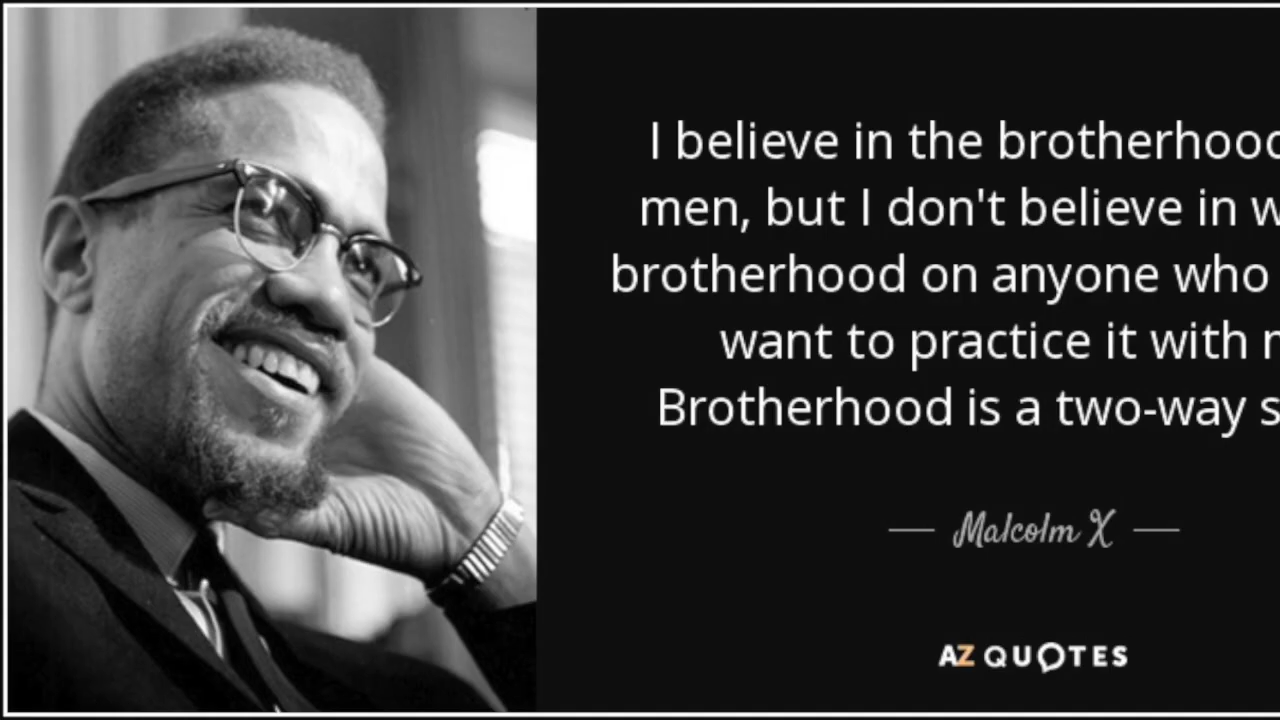 I believe in the brotherhood
men, but I don't believe in
brotherhood on anyone who
want to practice it with
Brotherhood is a two-way
Malcolm X
AZ QUOTES